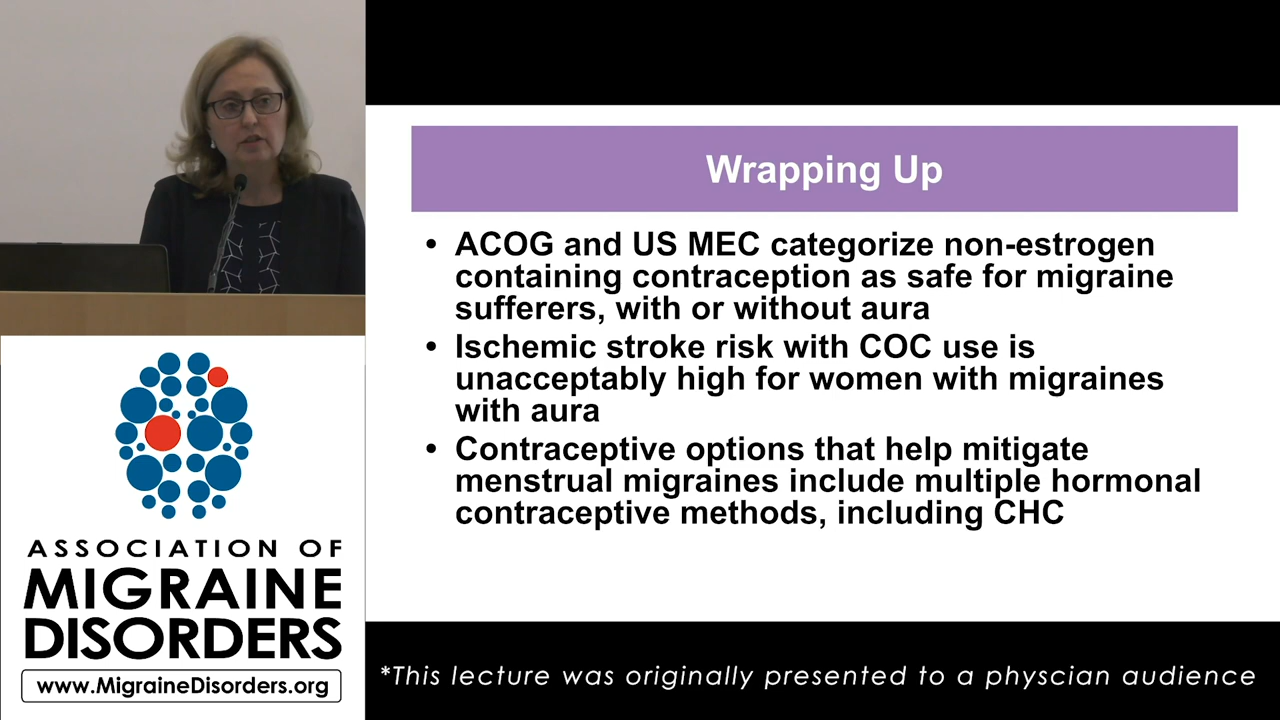 Wrapping Up
• ACOG and US MEC categorize non-estrogen
containing contraception as safe for migraine
sufferers, with or without aura
• Ischemic stroke risk with COC use is
unacceptably high for women with migraines
with aura
• Contraceptive options that help mitigate
menstrual migraines include multiple hormonal
contraceptive methods, including CHC
ASSOCIATION OF
MIGRAINE
DISORDERS
www.MigraineDisorders.org
*This lecture was originally presented to a physcian audience